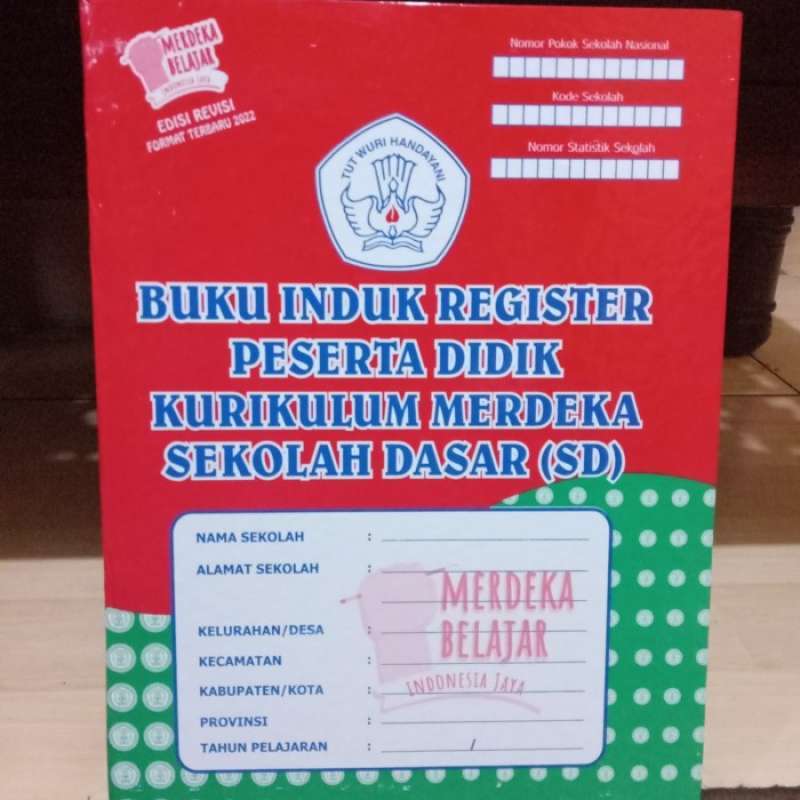 MERDEKA
BELAJAR
INDONESIA JAYA
EDISI REVISI
FORMAT TERBARU 2022
Nomor Pokok Sekolah Nasional
Kode Sekolah
Nomor Statistik Sekolah
TUT WURI HANDAYANI
BUKU INDUK REGISTER
PESERTA DIDIK
KURIKULUM MERDEKA
SEKOLAH DASAR (SD)
NAMA SEKOLAH :
ALAMAT SEKOLAH :
KELURAHAN/DESA :
KECAMATAN :
KABUPATEN/KOTA :
PROVINSI :
TAHUN PELAJARAN : /
MERDEKA
BELAJAR
INDONESIA JAYA